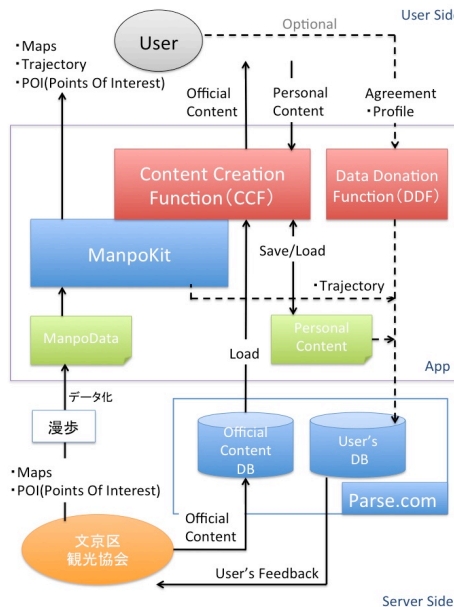 User Side
User
Optional
・Maps
・Trajectory
・POI(Points Of Interest)
Official
Content
Personal
Content
Agreement
・Profile
Content Creation
Function(CCF)
Data Donation
Function(DDF)
ManpoKit
Save/Load
・Trajectory
ManpoData
Personal
Content
Load
App
データ化
漫歩
Official
Content
DB
User's
DB
・Maps
・POI(Points Of Interest)
Parse.com
Official
Content
文京区
観光協会
User's Feedback
Server Side